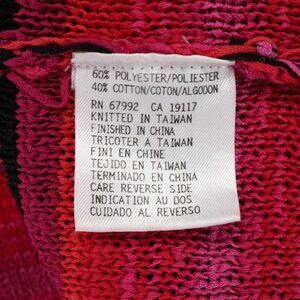 60% POLYESTER/POLIESTER
40% COTTON/COTON/ALGODON
RN 67992 CA 19117
KNITTED IN TAIWAN
FINISHED IN CHINA
TRICOTER A TAIWAN
FINI EN CHINE
TEJIDO EN TAIWAN
TERMINADO EN CHINA
CARE REVERSE SIDE
INDICATION AU DOS
CUIDADO AL REVERSO